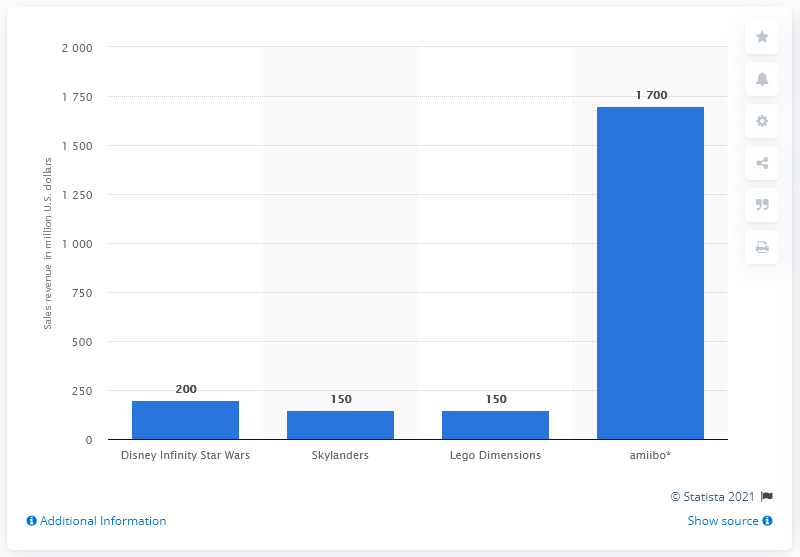 2 000
1 750
1 500
1 250
1 000
750
500
250
0
Sales revenue in million U.S. dollars
200
150
150
1 700
Disney Infinity Star Wars
Skylanders
Lego Dimensions
amiibo*
© Statista 2021
Additional Information
Show source